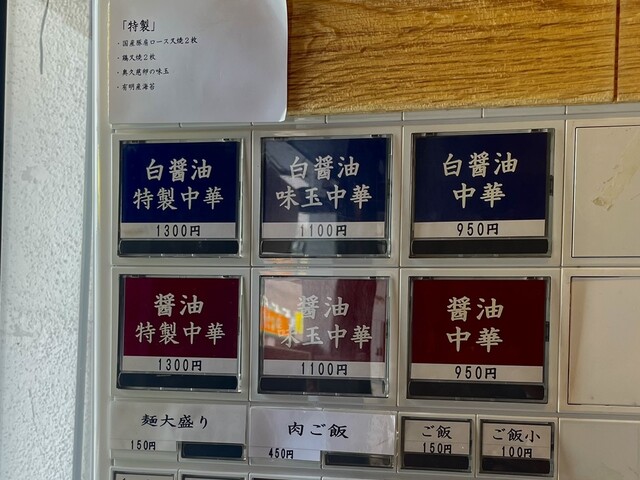 「特製」
・国産豚肩ロース叉焼2枚
・鶏叉焼2枚
・奥久慈卵の味玉
・有明産海苔
白醤油
特製中華
1300円
白醤油
味玉中華
1100円
白醤油
中華
950円
醤油
特製中華
1300円
醤油
味玉中華
1100円
醤油
中華
950円
麺大盛り
150円
肉ご飯
450円
ご飯
150円
ご飯小
100円